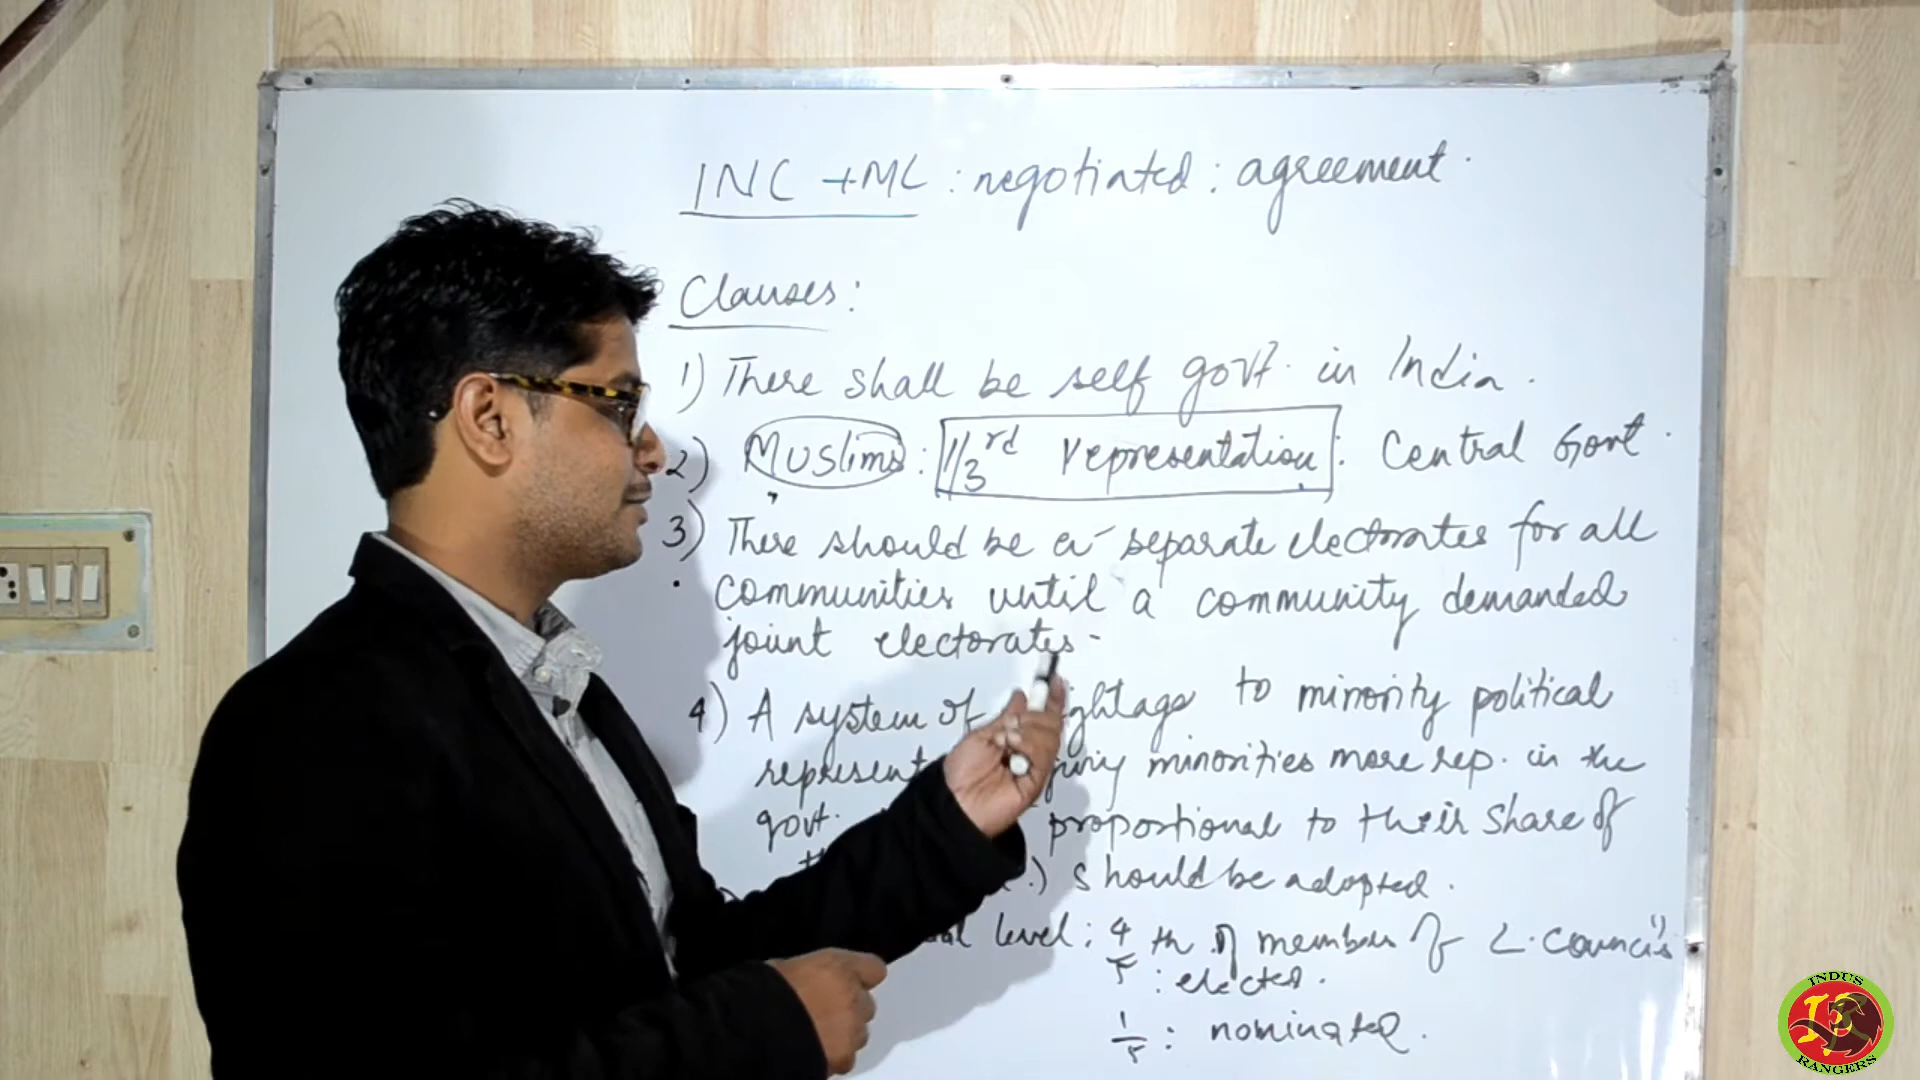 INC + ML : negotiated : agreement.
Clauses :
1) There shall be self govt. in India.
2) Muslims : 1/3rd representation : Central Govt.
3) There should be a separate electorates for all
communities until a community demanded
joint electorates-
4) A system of to minority political
minorities more rep. in the
govt. proportional to their share of
should be adopted.
level : 4/5 th of members of L. Councils
: elected.
1/5 : nominated.
INDUS
RANGERS